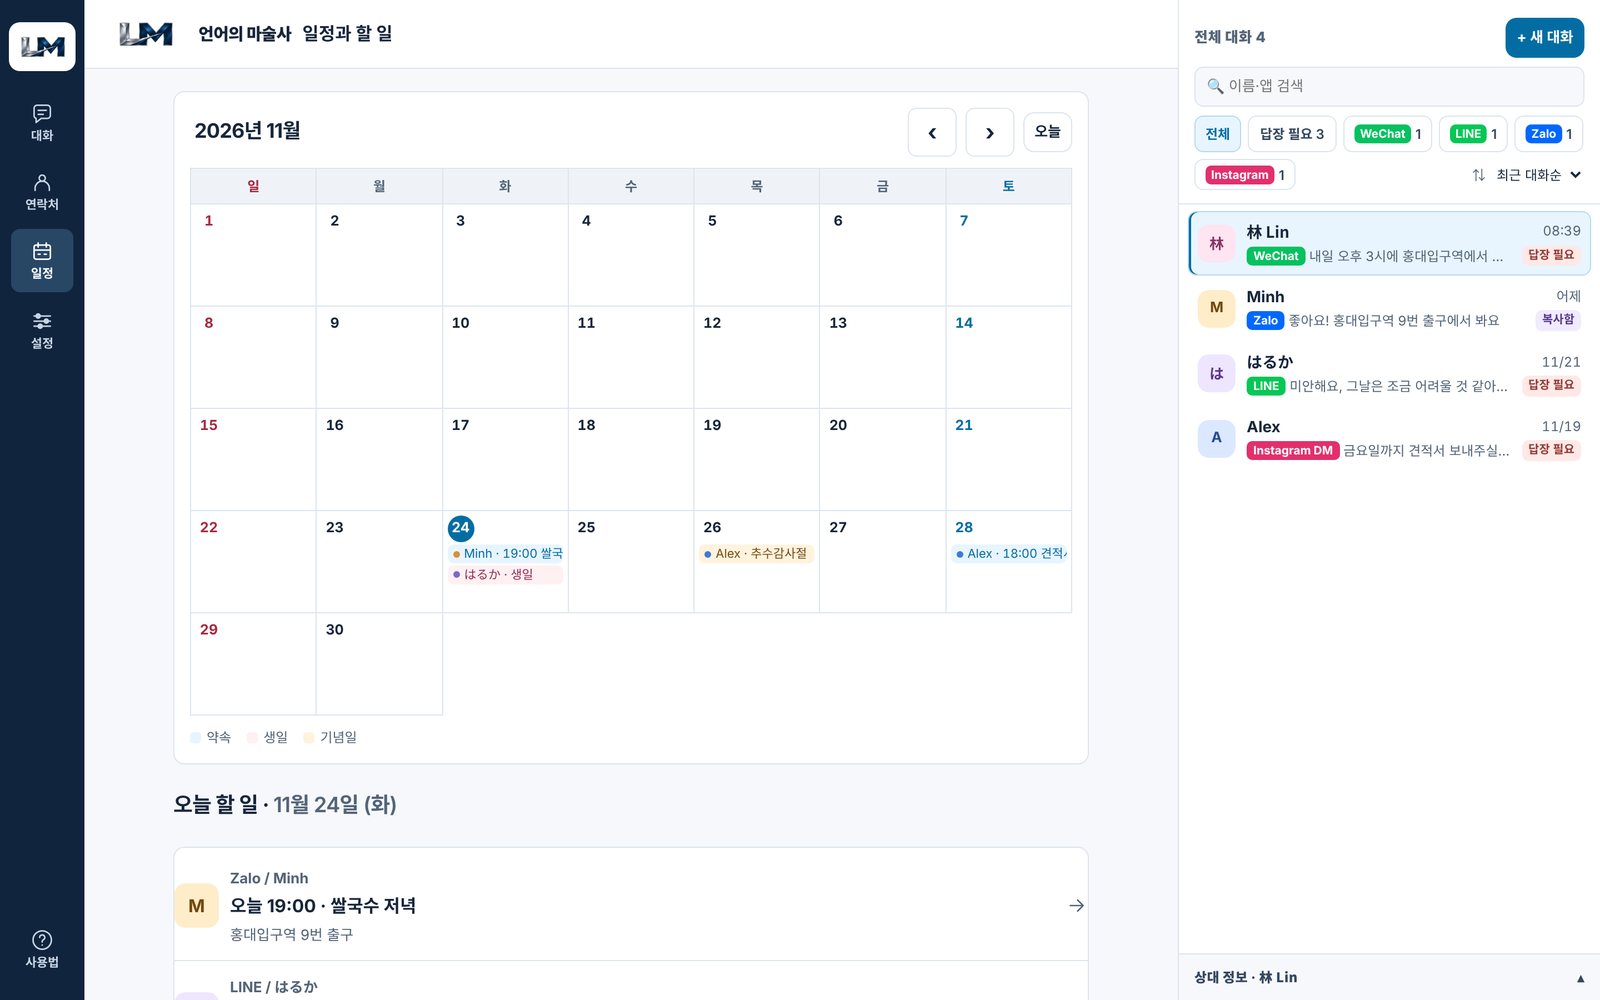 LM
대화
연락처
일정
설정
사용법
LM 언어의 마술사 일정과 할 일
2026년 11월
‹ › 오늘
일 월 화 수 목 금 토
1 2 3 4 5 6 7
8 9 10 11 12 13 14
15 16 17 18 19 20 21
22 23 24 25 26 27 28
Minh · 19:00 쌀국
はるか · 생일
Alex · 추수감사절
Alex · 18:00 견적
29 30
약속 생일 기념일
오늘 할 일 · 11월 24일 (화)
M
Zalo / Minh
오늘 19:00 · 쌀국수 저녁
홍대입구역 9번 출구
→
LINE / はるか
전체 대화 4
+ 새 대화
🔍 이름·앱 검색
전체 답장 필요 3 WeChat 1 LINE 1 Zalo 1
Instagram 1 ↑↓ 최근 대화순
林
林 Lin 08:39
WeChat 내일 오후 3시에 홍대입구역에서 ... 답장 필요
M
Minh 어제
Zalo 좋아요! 홍대입구역 9번 출구에서 봐요 복사함
は
はるか 11/21
LINE 미안해요, 그날은 조금 어려울 것 같아... 답장 필요
A
Alex 11/19
Instagram DM 금요일까지 견적서 보내주실... 답장 필요
상대 정보 · 林 Lin ▲